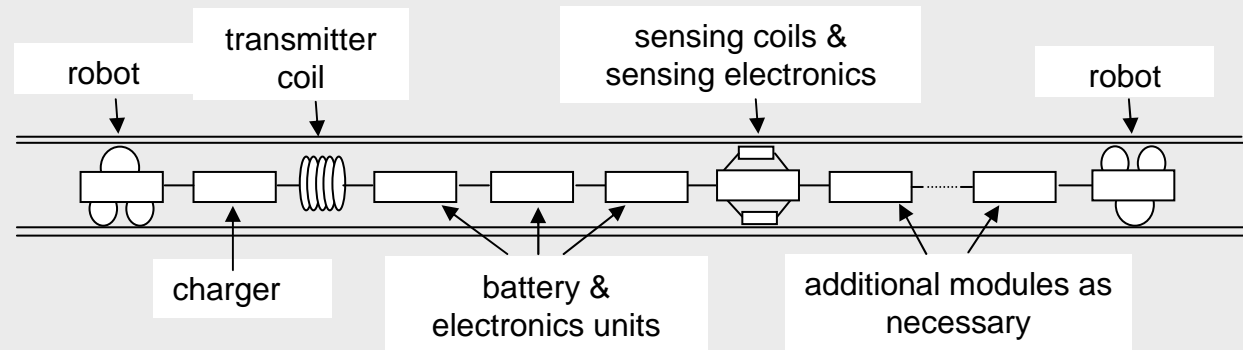 robot
transmitter
coil
sensing coils &
sensing electronics
robot
charger
battery &
electronics units
additional modules as
necessary